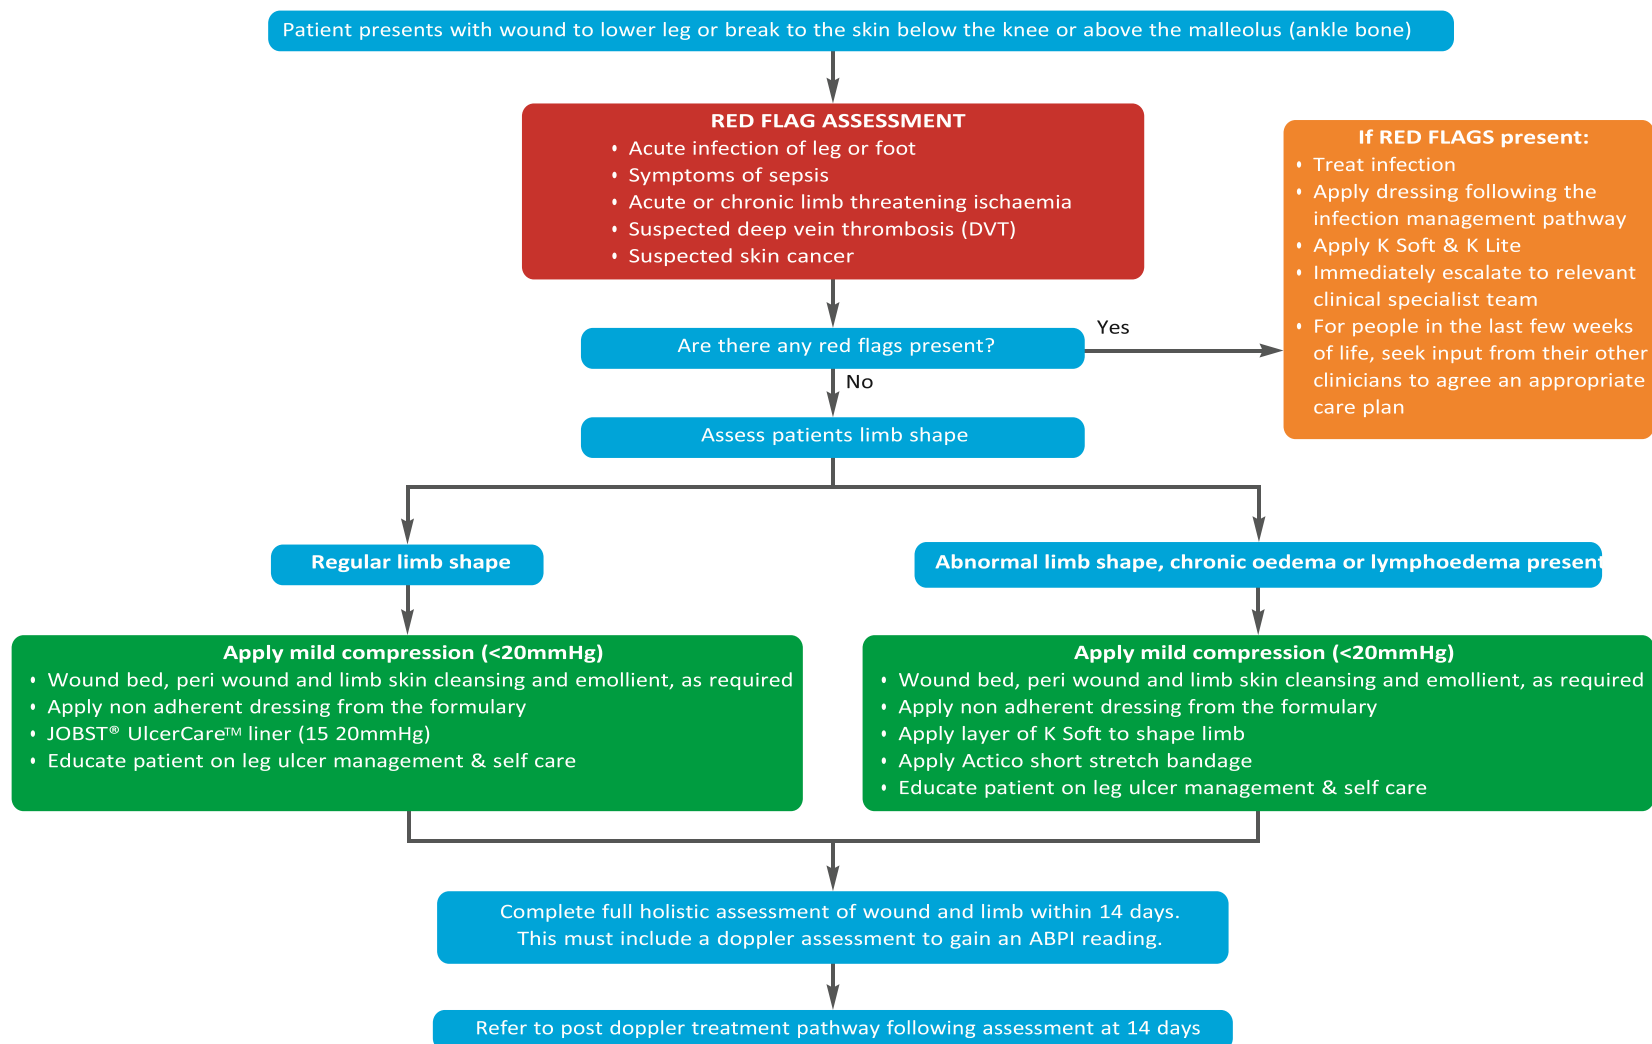 Patient presents with wound to lower leg or break to the skin below the knee or above the malleolus (ankle bone)
RED FLAG ASSESSMENT
• Acute infection of leg or foot
• Symptoms of sepsis
• Acute or chronic limb threatening ischaemia
• Suspected deep vein thrombosis (DVT)
• Suspected skin cancer
If RED FLAGS present:
• Treat infection
• Apply dressing following the
infection management pathway
• Apply K Soft & K Lite
• Immediately escalate to relevant
clinical specialist team
• For people in the last few weeks
of life, seek input from their other
clinicians to agree an appropriate
care plan
Are there any red flags present?
Yes
No
Assess patients limb shape
Regular limb shape
Abnormal limb shape, chronic oedema or lymphoedema present
Apply mild compression (<20mmHg)
• Wound bed, peri wound and limb skin cleansing and emollient, as required
• Apply non adherent dressing from the formulary
• JOBST® UlcerCare™ liner (15 20mmHg)
• Educate patient on leg ulcer management & self care
Apply mild compression (<20mmHg)
• Wound bed, peri wound and limb skin cleansing and emollient, as required
• Apply non adherent dressing from the formulary
• Apply layer of K Soft to shape limb
• Apply Actico short stretch bandage
• Educate patient on leg ulcer management & self care
Complete full holistic assessment of wound and limb within 14 days.
This must include a doppler assessment to gain an ABPI reading.
Refer to post doppler treatment pathway following assessment at 14 days